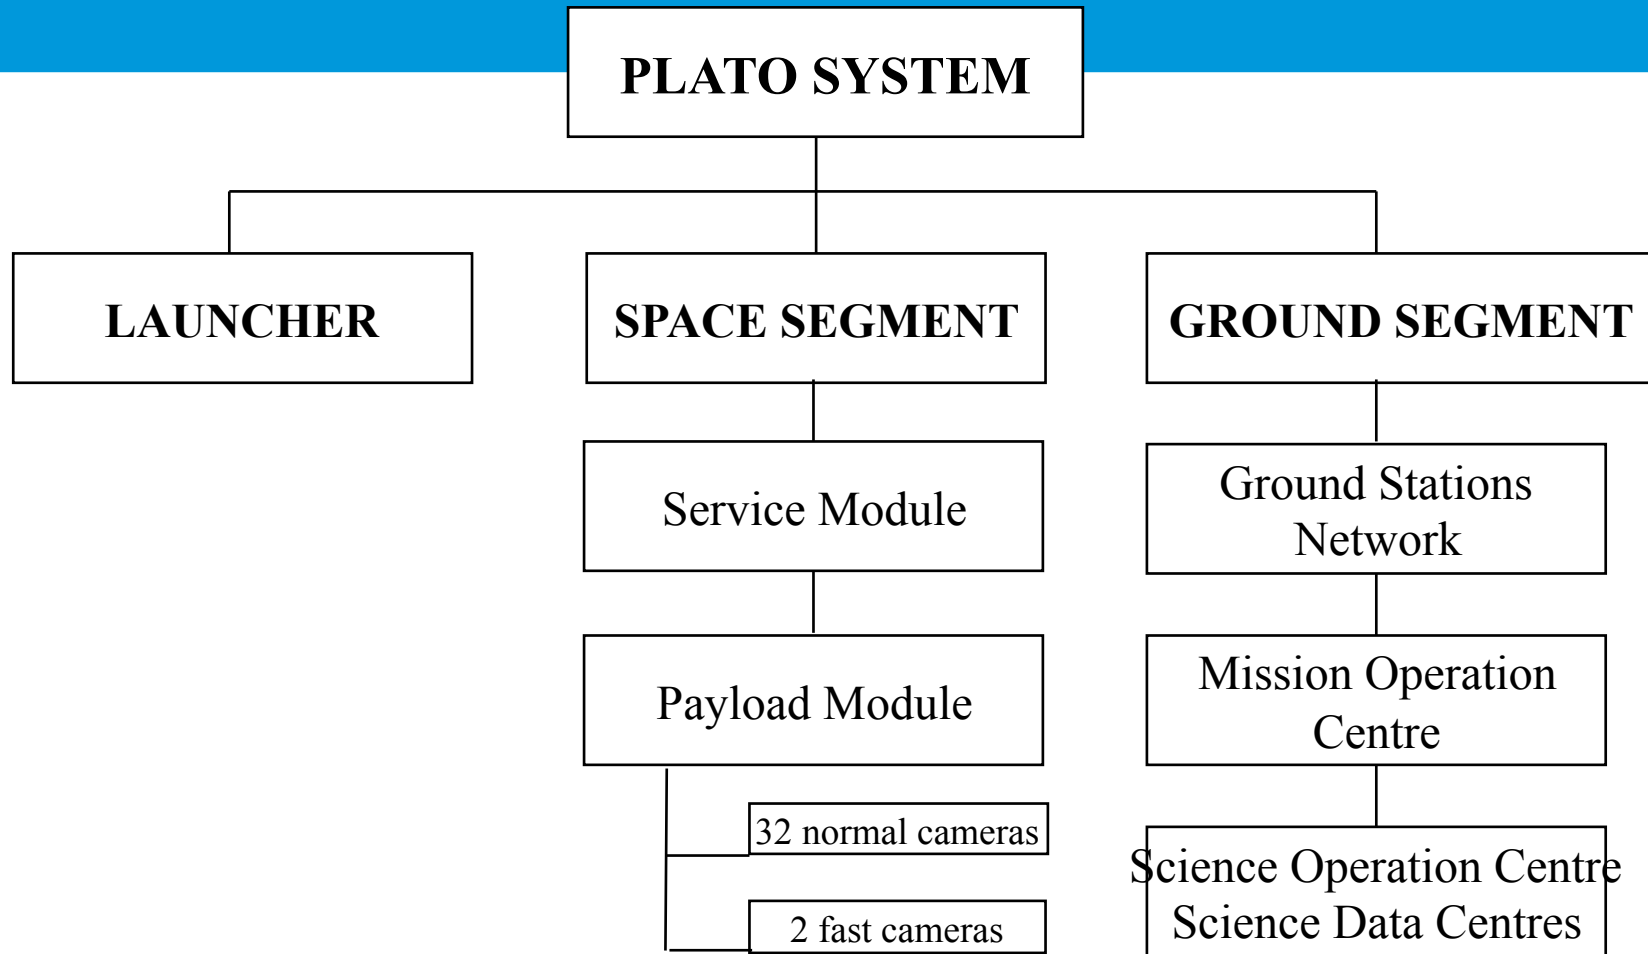 PLATO SYSTEM
LAUNCHER
SPACE SEGMENT
GROUND SEGMENT
Service Module
Payload Module
32 normal cameras
2 fast cameras
Ground Stations
Network
Mission Operation
Centre
Science Operation Centre
Science Data Centres